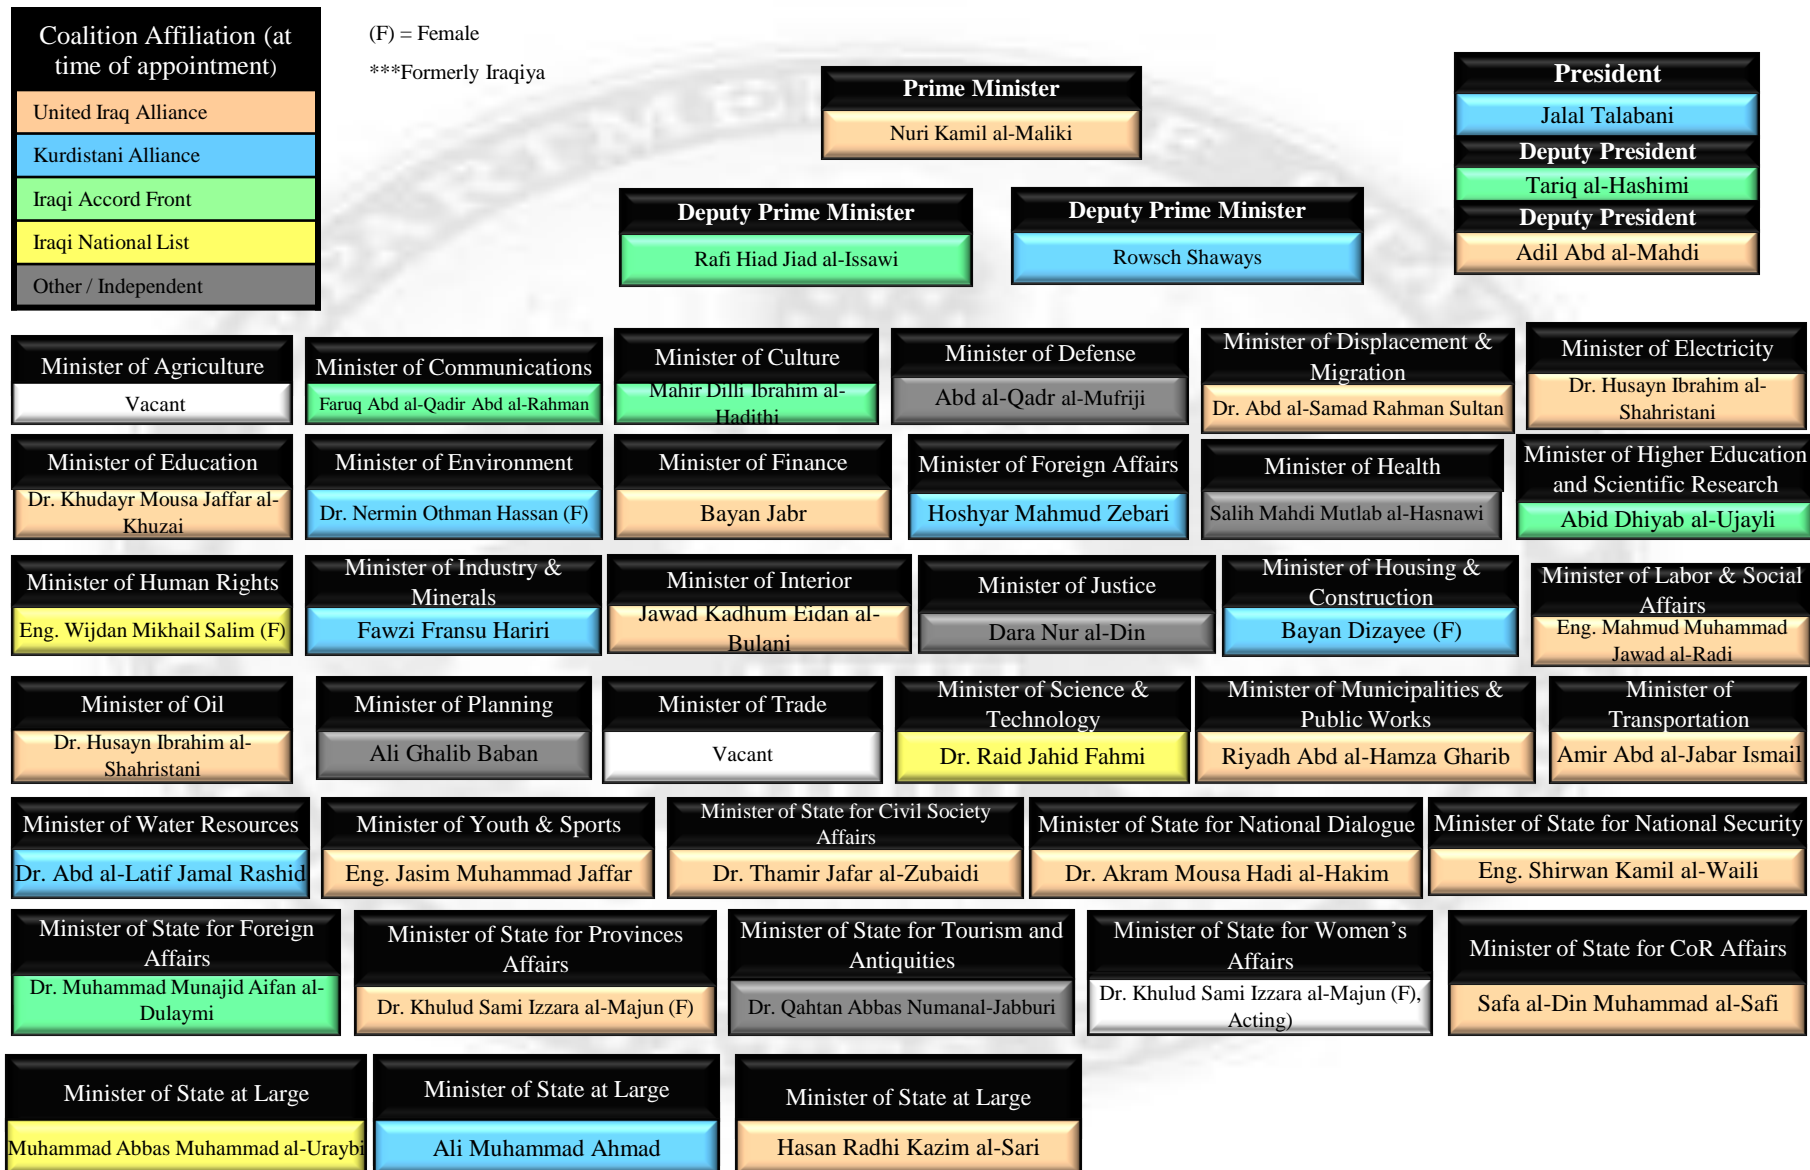 Coalition Affiliation (at
time of appointment)
United Iraq Alliance
Kurdistani Alliance
Iraqi Accord Front
Iraqi National List
Other / Independent
(F) = Female
***Formerly Iraqiya
Prime Minister
Nuri Kamil al-Maliki
Deputy Prime Minister
Rafi Hiad Jiad al-Issawi
Deputy Prime Minister
Rowsch Shaways
President
Jalal Talabani
Deputy President
Tariq al-Hashimi
Deputy President
Adil Abd al-Mahdi
Minister of Agriculture
Vacant
Minister of Communications
Faruq Abd al-Qadir Abd al-Rahman
Minister of Culture
Mahir Dilli Ibrahim al-
Hadithi
Minister of Defense
Abd al-Qadr al-Mufriji
Minister of Displacement &
Migration
Dr. Abd al-Samad Rahman Sultan
Minister of Electricity
Dr. Husayn Ibrahim al-
Shahristani
Minister of Education
Dr. Khudayr Mousa Jaffar al-
Khuzai
Minister of Environment
Dr. Nermin Othman Hassan (F)
Minister of Finance
Bayan Jabr
Minister of Foreign Affairs
Hoshyar Mahmud Zebari
Minister of Health
Salih Mahdi Mutlab al-Hasnawi
Minister of Higher Education
and Scientific Research
Abid Dhiyab al-Ujayli
Minister of Human Rights
Eng. Wijdan Mikhail Salim (F)
Minister of Industry &
Minerals
Fawzi Fransu Hariri
Minister of Interior
Jawad Kadhum Eidan al-
Bulani
Minister of Justice
Dara Nur al-Din
Minister of Housing &
Construction
Bayan Dizayee (F)
Minister of Labor & Social
Affairs
Eng. Mahmud Muhammad
Jawad al-Radi
Minister of Oil
Dr. Husayn Ibrahim al-
Shahristani
Minister of Planning
Ali Ghalib Baban
Minister of Trade
Vacant
Minister of Science &
Technology
Dr. Raid Jahid Fahmi
Minister of Municipalities &
Public Works
Riyadh Abd al-Hamza Gharib
Minister of
Transportation
Amir Abd al-Jabar Ismail
Minister of Water Resources
Dr. Abd al-Latif Jamal Rashid
Minister of Youth & Sports
Eng. Jasim Muhammad Jaffar
Minister of State for Civil Society
Affairs
Dr. Thamir Jafar al-Zubaidi
Minister of State for National Dialogue
Dr. Akram Mousa Hadi al-Hakim
Minister of State for National Security
Eng. Shirwan Kamil al-Waili
Minister of State for Foreign
Affairs
Dr. Muhammad Munajid Aifan al-
Dulaymi
Minister of State for Provinces
Affairs
Dr. Khulud Sami Izzara al-Majun (F)
Minister of State for Tourism and
Antiquities
Dr. Qahtan Abbas Numanal-Jabburi
Minister of State for Women's
Affairs
Dr. Khulud Sami Izzara al-Majun (F),
Acting)
Minister of State for CoR Affairs
Safa al-Din Muhammad al-Safi
Minister of State at Large
Muhammad Abbas Muhammad al-Uraybi
Minister of State at Large
Ali Muhammad Ahmad
Minister of State at Large
Hasan Radhi Kazim al-Sari